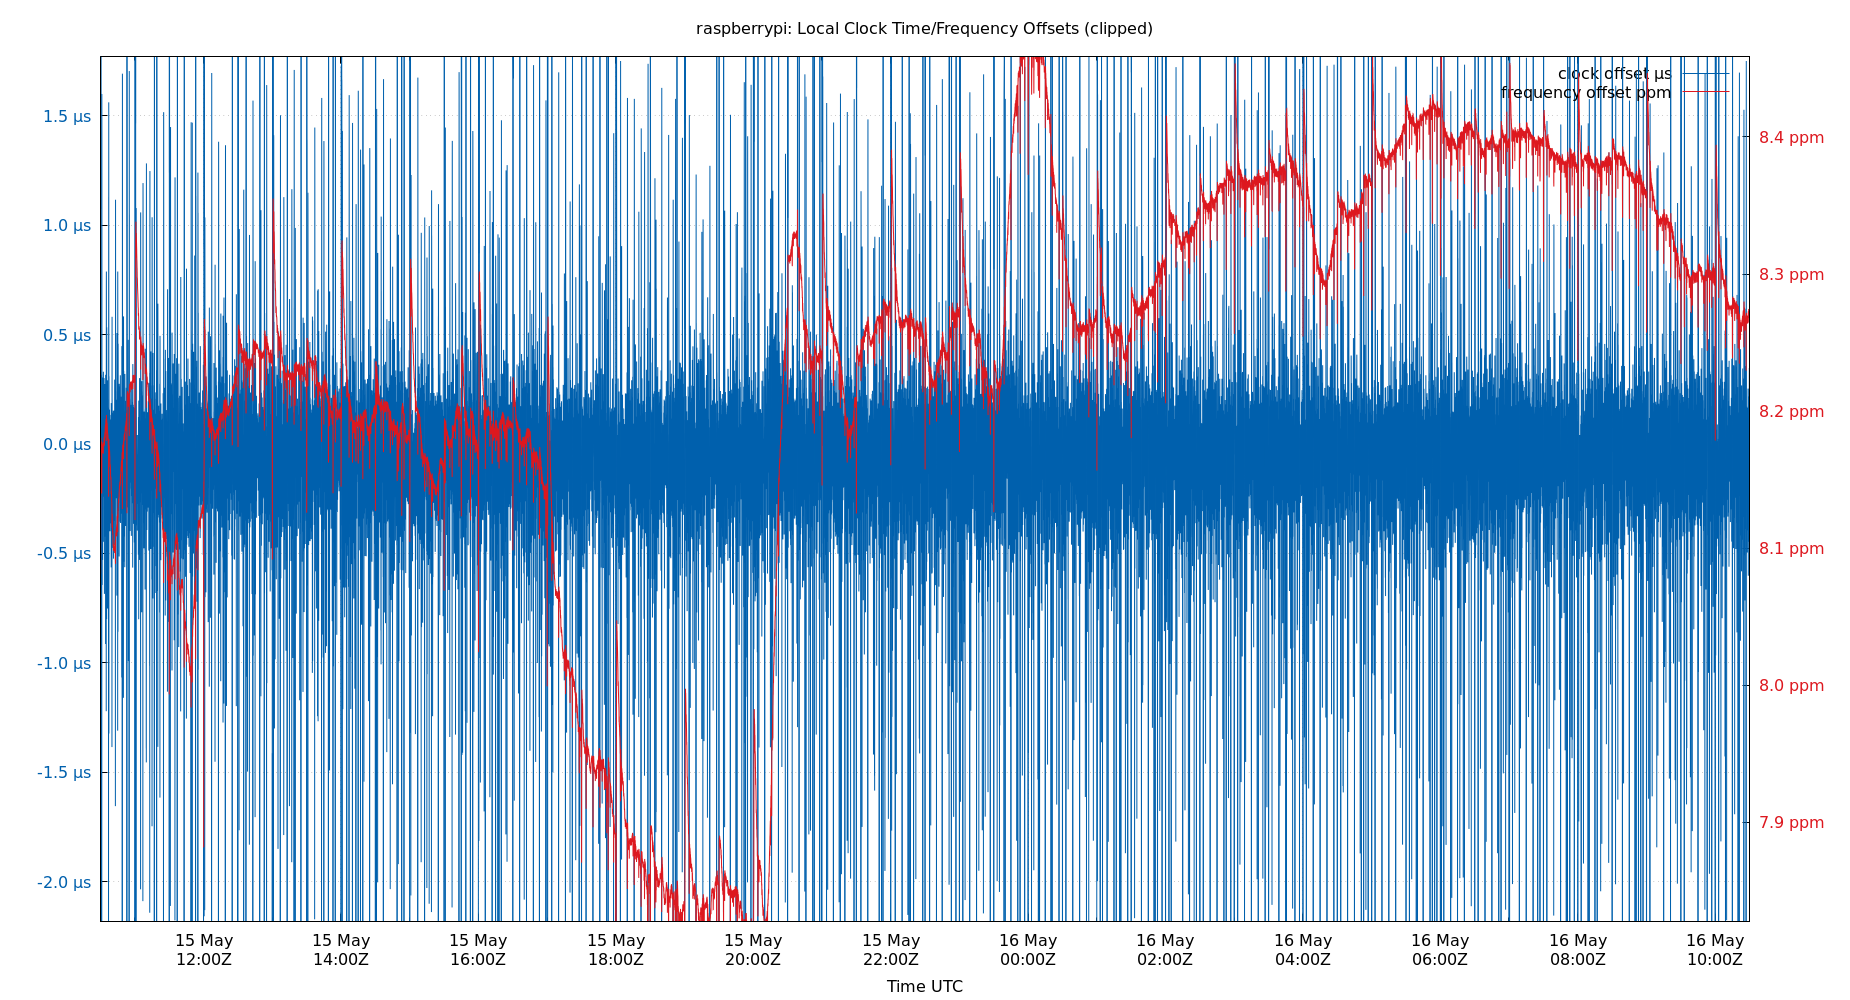 raspberrypi: Local Clock Time/Frequency Offsets (clipped)
clock offset µs
frequency offset ppm
1.5 µs
1.0 µs
0.5 µs
0.0 µs
-0.5 µs
-1.0 µs
-1.5 µs
-2.0 µs
8.4 ppm
8.3 ppm
8.2 ppm
8.1 ppm
8.0 ppm
7.9 ppm
15 May 15 May 15 May 15 May 15 May 15 May 16 May 16 May 16 May 16 May 16 May 16 May
12:00Z 14:00Z 16:00Z 18:00Z 20:00Z 22:00Z 00:00Z 02:00Z 04:00Z 06:00Z 08:00Z 10:00Z
Time UTC